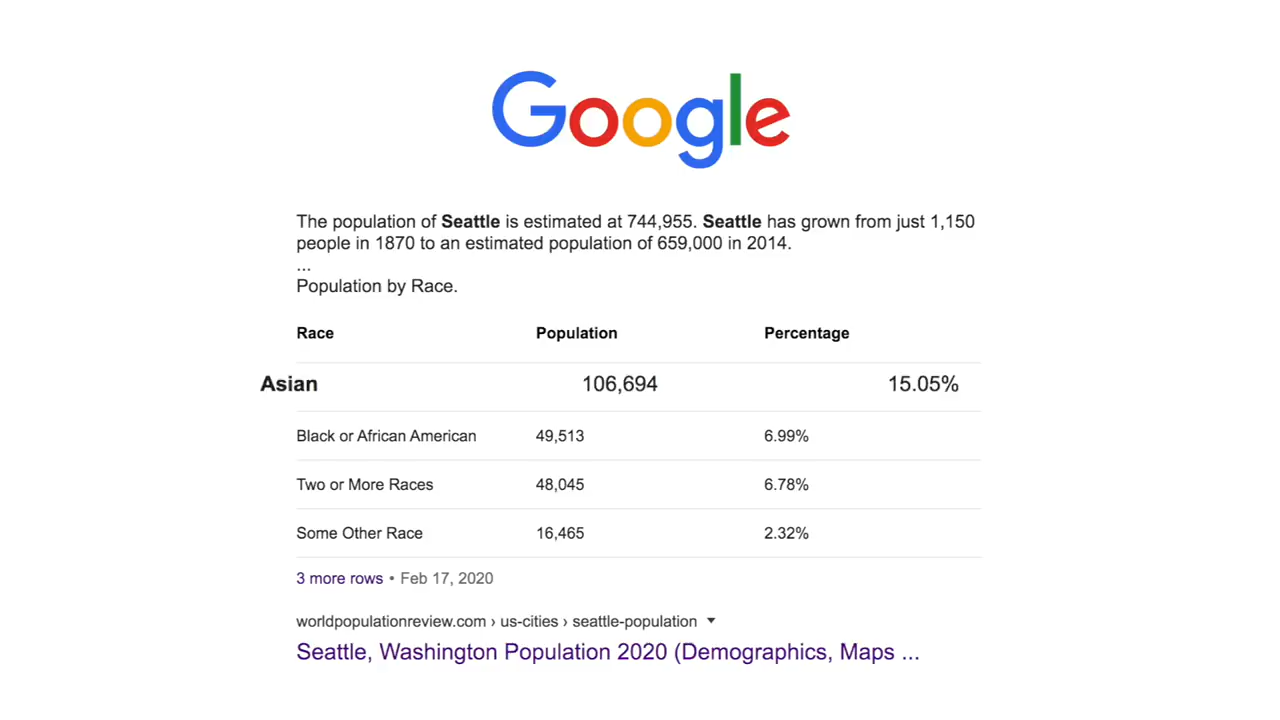 Google
The population of Seattle is estimated at 744,955. Seattle has grown from just 1,150
people in 1870 to an estimated population of 659,000 in 2014.
...
Population by Race.
Race Population Percentage
Asian 106,694 15.05%
Black or African American 49,513 6.99%
Two or More Races 48,045 6.78%
Some Other Race 16,465 2.32%
3 more rows • Feb 17, 2020
worldpopulationreview.com › us-cities › seattle-population
Seattle, Washington Population 2020 (Demographics, Maps ...